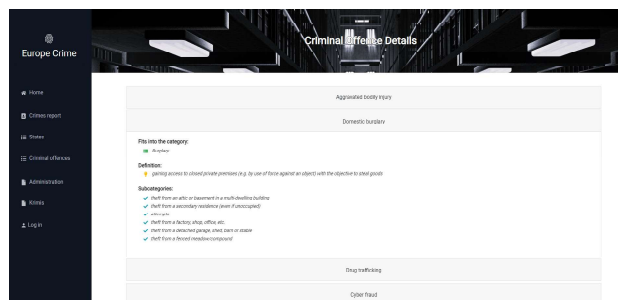 Europe Crime
Criminal Offence Details
Home
Crimes report
States
Criminal offences
Administration
Krimis
Log in
Aggravated bodily injury
Domestic burglary
Fits into the category:
Burglary
Definition:
gaining access to closed private premises (e.g. by use of force against an object) with the objective to steal goods
Subcategories:
theft from an attic or basement in a multi-dwelling building
theft from a secondary residence (even if unoccupied)
attempts
theft from a factory, shop, office, etc.
theft from a detached garage, shed, barn or stable
theft from a fenced meadow/compound
Drug trafficking
Cyber fraud